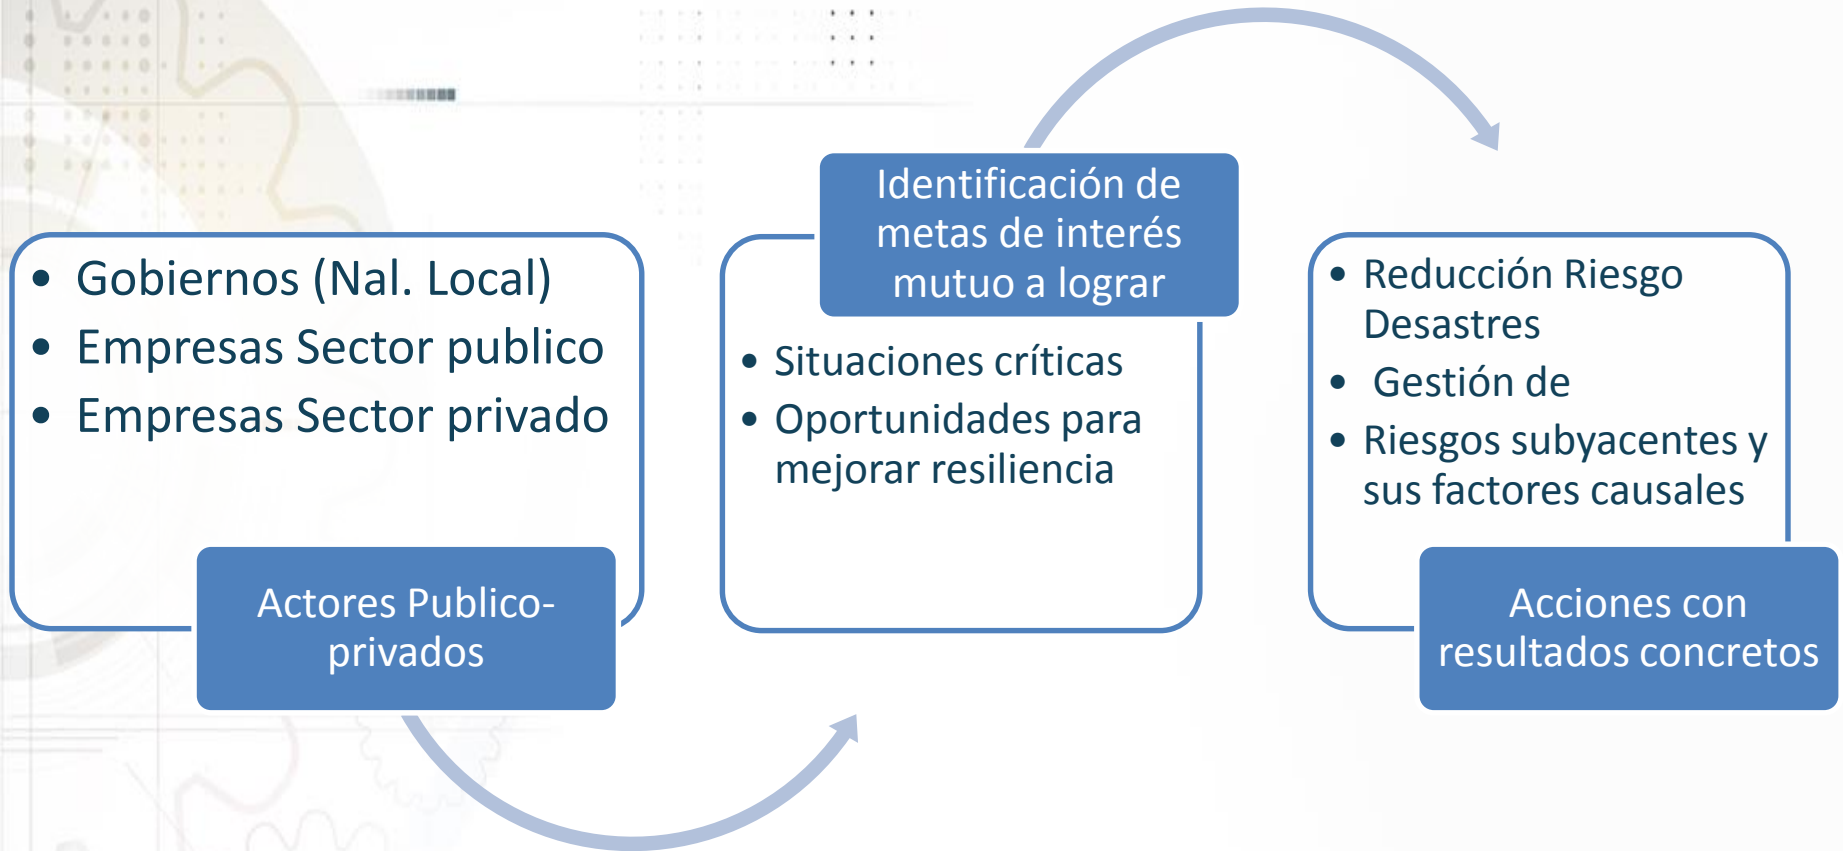 • Gobiernos (Nal. Local)
• Empresas Sector publico
• Empresas Sector privado
Actores Publico-
privados
Identificación de
metas de interés
mutuo a lograr
• Situaciones críticas
• Oportunidades para
mejorar resiliencia
• Reducción Riesgo
Desastres
• Gestión de
• Riesgos subyacentes y
sus factores causales
Acciones con
resultados concretos